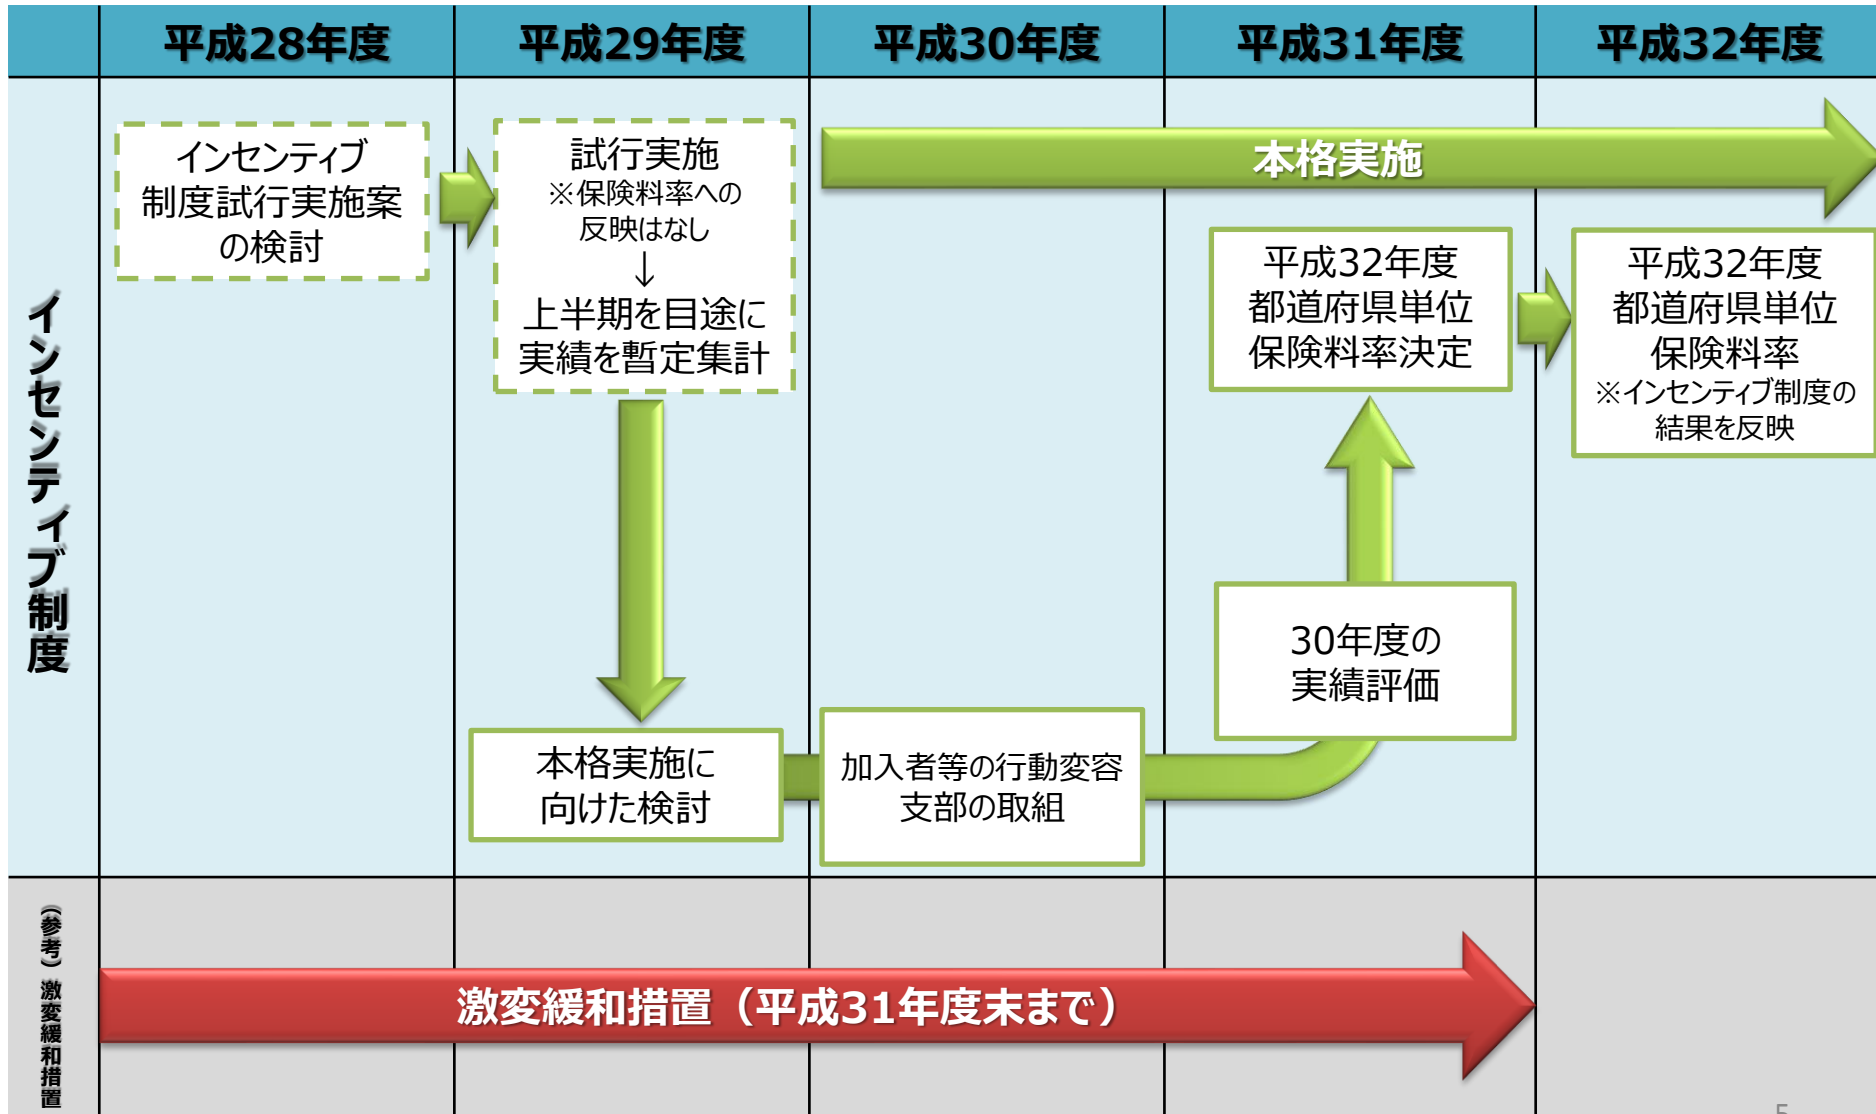 平成28年度
平成29年度
平成30年度
平成31年度
平成32年度
インセンティブ制度
インセンティブ
制度試行実施案
の検討
試行実施
※保険料率への
反映はなし
↓
上半期を目途に
実績を暫定集計
本格実施に
向けた検討
本格実施
加入者等の行動変容
支部の取組
30年度の
実績評価
平成32年度
都道府県単位
保険料率決定
平成32年度
都道府県単位
保険料率
※インセンティブ制度の
結果を反映
(参考)激変緩和措置
激変緩和措置(平成31年度末まで)
5